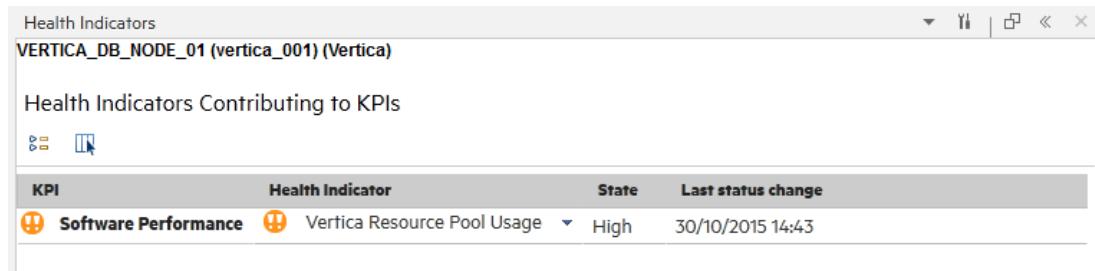 Health Indicators
VERTICA_DB_NODE_01 (vertica_001) (Vertica)
Health Indicators Contributing to KPIs
KPI Health Indicator State Last status change
Software Performance Vertica Resource Pool Usage High 30/10/2015 14:43